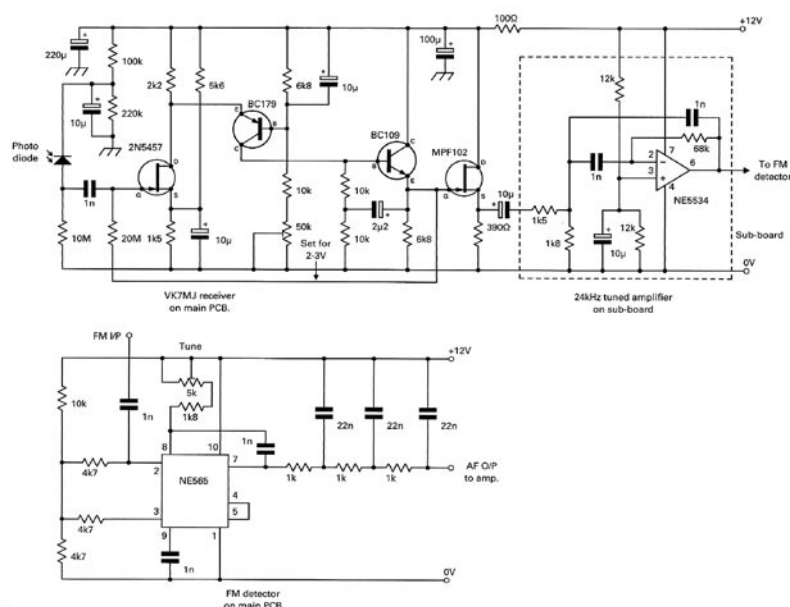 100Ω
+12V
220µ
+
100k
100µ
+
2k2
5k6
6k8
+
10µ
12k
10µ
+
220k
BC179
E
B
C
BC109
C
B
E
1n
68k
Photo
diode
2N5457
D
G
S
MPF102
D
G
S
1n
2
3
7
6
4
NE5534
To FM
detector
1n
10k
10k
10µ
+
1k5
Sub-board
10M
20M
1k5
+
10µ
50k
2µ2
+
10k
6k8
390Ω
1k8
+
10µ
12k
Set for
2-3V
0V
VK7MJ receiver
on main PCB.
24kHz tuned amplifier
on sub-board
FM I/P
Tune
+12V
5k
10k
1n
1k8
22n
22n
22n
1n
8
10
7
4k7
2
NE565
1k
1k
1k
AF O/P
to amp.
4
3
5
4k7
9
1
4k7
1n
0V
FM detector
on main PCB